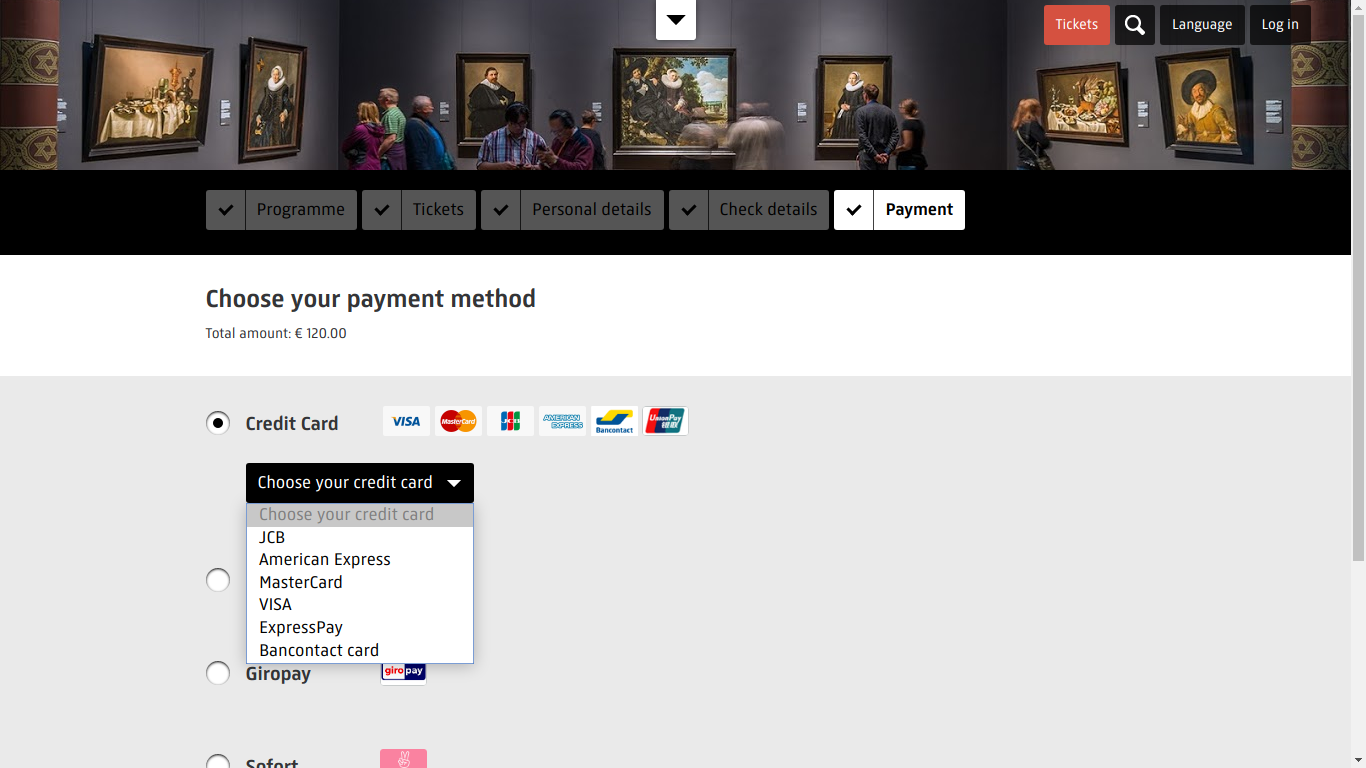 Tickets
Language
Log in
Programme
Tickets
Personal details
Check details
Payment
Choose your payment method
Total amount: € 120.00
Credit Card
VISA
MasterCard
JCB
AMERICAN EXPRESS
Bancontact
UnionPay
银联
Choose your credit card
Choose your credit card
JCB
American Express
MasterCard
VISA
ExpressPay
Bancontact card
Giropay
giropay
Sofort